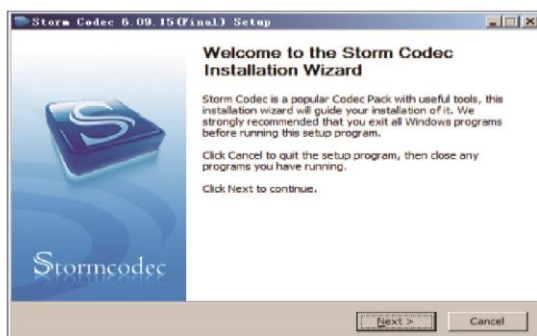 Storm Codec 6.09.15(Final) Setup
Welcome to the Storm Codec
Installation Wizard
Storm Codec is a popular Codec Pack with useful tools, this
installation wizard will guide your installation of it. We
strongly recommended that you exit all Windows programs
before running this setup program.
Click Cancel to quit the setup program, then close any
programs you have running.
Click Next to continue.
S
Stormcodec
Next >
Cancel